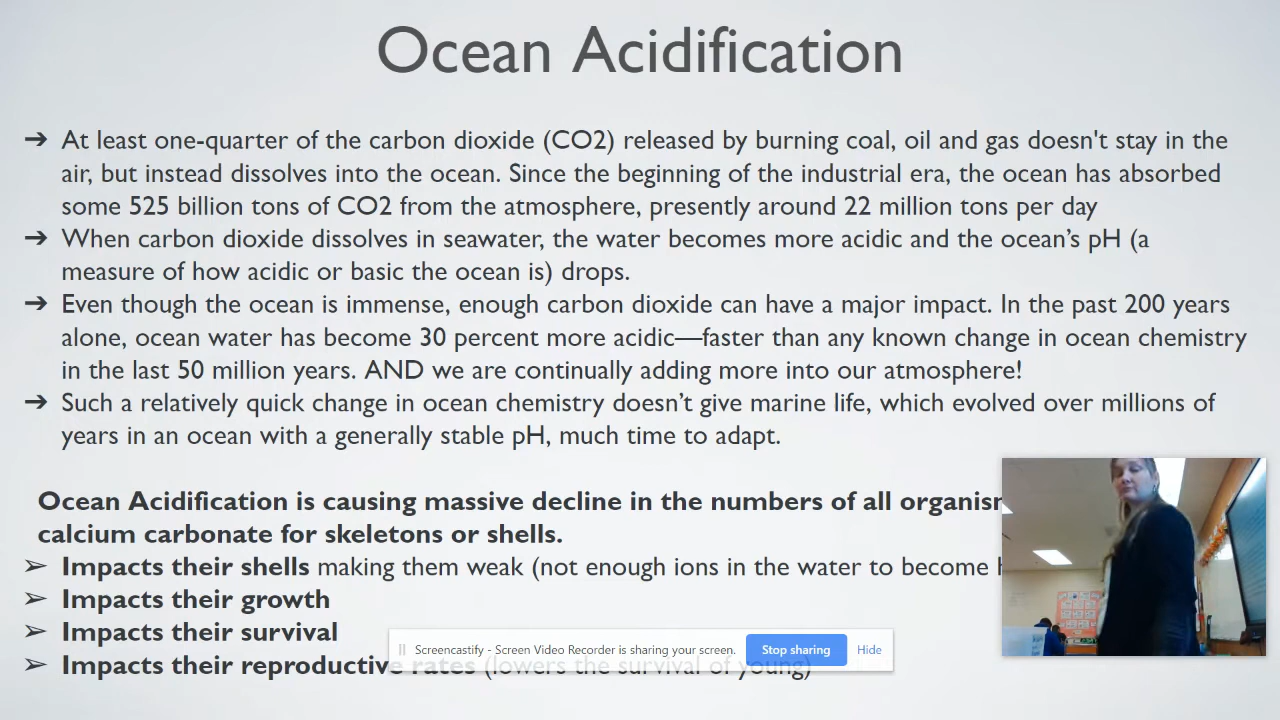 Ocean Acidification
➔ At least one-quarter of the carbon dioxide (CO2) released by burning coal, oil and gas doesn't stay in the
air, but instead dissolves into the ocean. Since the beginning of the industrial era, the ocean has absorbed
some 525 billion tons of CO2 from the atmosphere, presently around 22 million tons per day
➔ When carbon dioxide dissolves in seawater, the water becomes more acidic and the ocean’s pH (a
measure of how acidic or basic the ocean is) drops.
➔ Even though the ocean is immense, enough carbon dioxide can have a major impact. In the past 200 years
alone, ocean water has become 30 percent more acidic—faster than any known change in ocean chemistry
in the last 50 million years. AND we are continually adding more into our atmosphere!
➔ Such a relatively quick change in ocean chemistry doesn’t give marine life, which evolved over millions of
years in an ocean with a generally stable pH, much time to adapt.
Ocean Acidification is causing massive decline in the numbers of all
calcium carbonate for skeletons or shells.
➢ Impacts their shells making them weak (not enough ions in the water to become
➢ Impacts their growth
➢ Impacts their survival
➢ Impacts their reproductive rates (lowers the survival of young)
Screencastify - Screen Video Recorder is sharing your screen. Stop sharing Hide